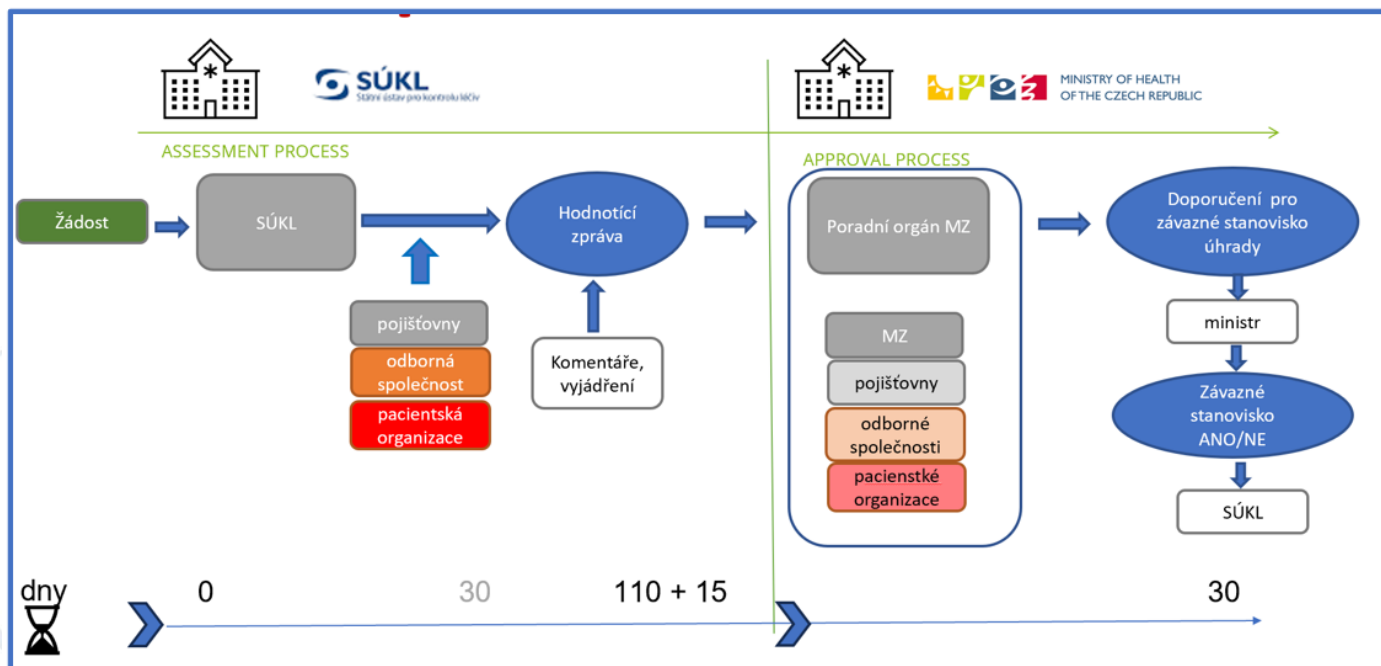 SÚKL
Státní ústav pro kontrolu léčiv
MINISTRY OF HEALTH
OF THE CZECH REPUBLIC
ASSESSMENT PROCESS
APPROVAL PROCESS
Žádost
SÚKL
Hodnotící
zpráva
Poradní orgán MZ
Doporučení pro
závazné stanovisko
úhrady
pojišťovny
odborná
společnost
pacientská
organizace
Komentáře,
vyjádření
MZ
pojišťovny
odborné
společnosti
pacienstké
organizace
ministr
Závazné
stanovisko
ANO/NE
SÚKL
dny
0
30
110 + 15
30